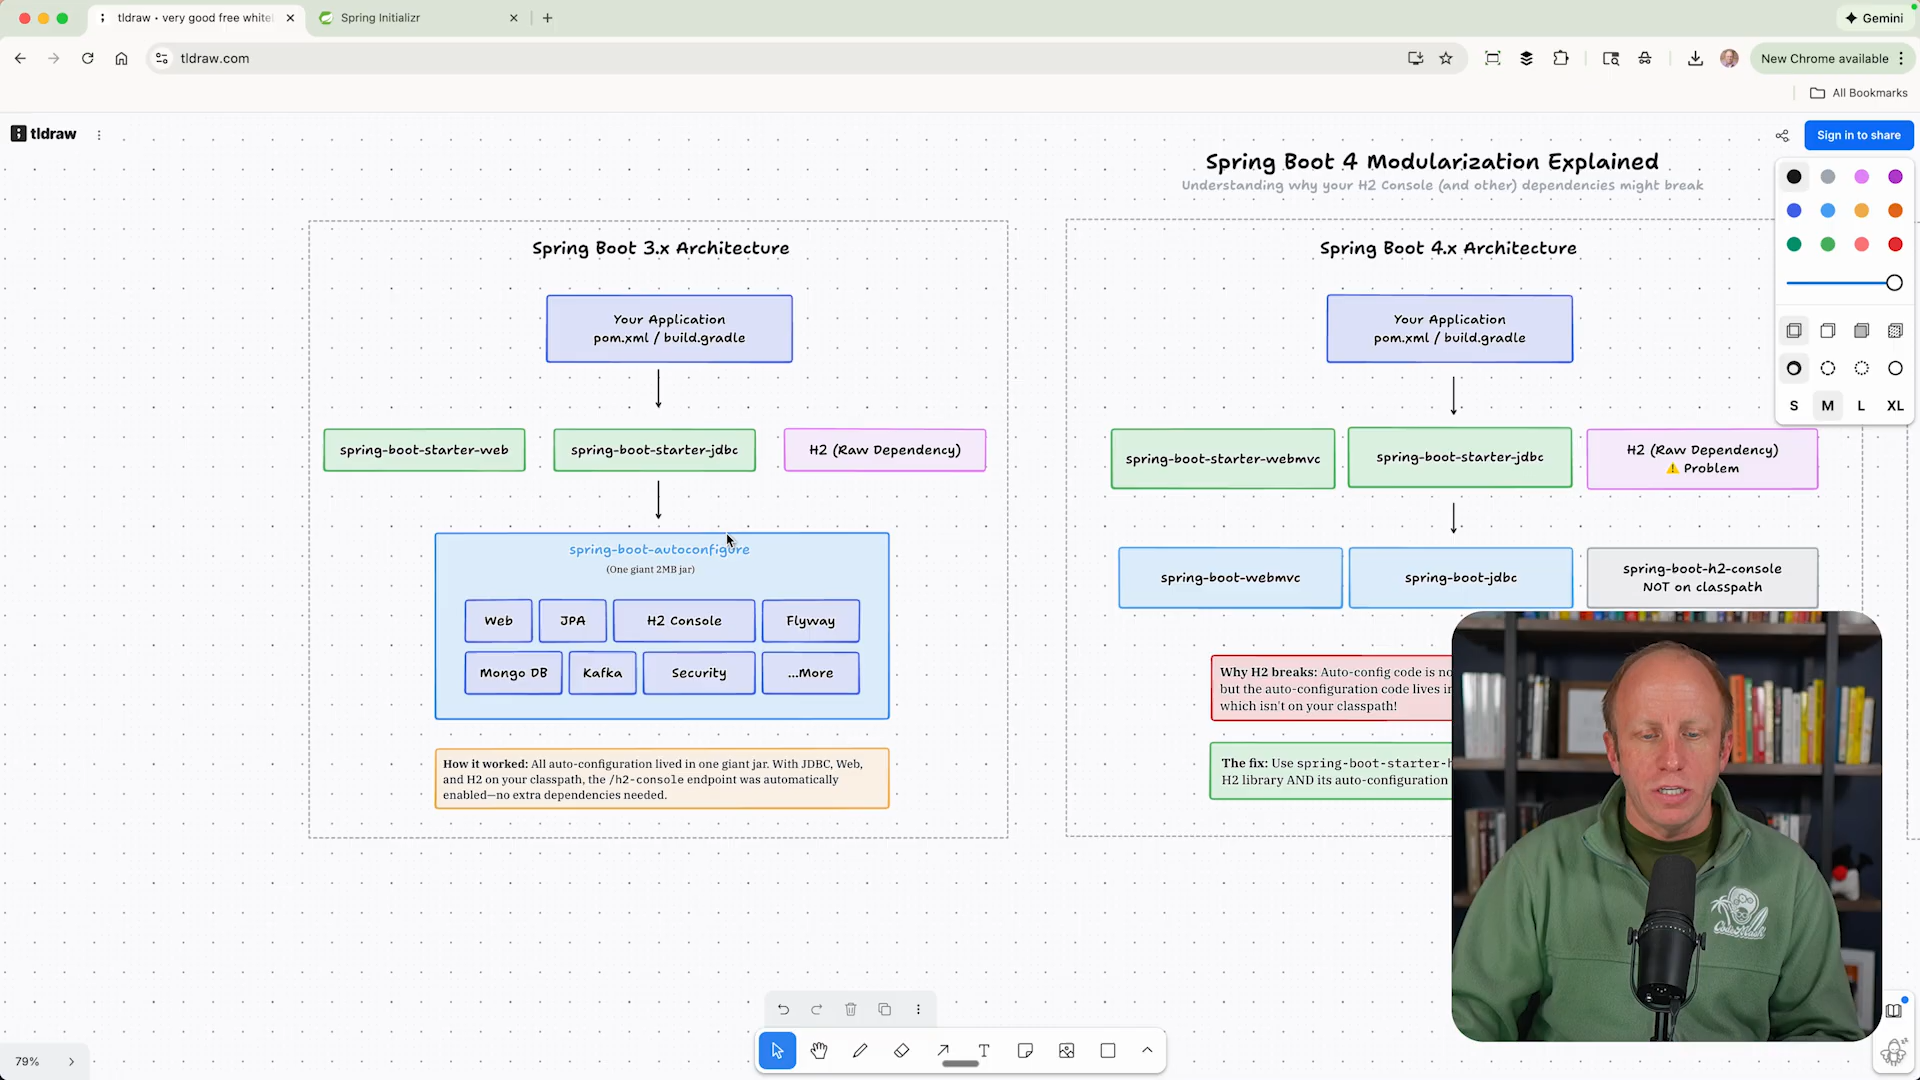 tldraw • very good free white
Spring Initializr
Gemini
tldraw.com
New Chrome available
All Bookmarks
tldraw
Sign in to share
Spring Boot 4 Modularization Explained
Understanding why your H2 Console (and other) dependencies might break
Spring Boot 3.x Architecture
Your Application
pom.xml / build.gradle
spring-boot-starter-web
spring-boot-starter-jdbc
H2 (Raw Dependency)
spring-boot-autoconfigure
(One giant 2MB jar)
Web
JPA
H2 Console
Flyway
Mongo DB
Kafka
Security
...More
How it worked: All auto-configuration lived in one giant jar. With JDBC, Web,
and H2 on your classpath, the /h2-console endpoint was automatically
enabled—no extra dependencies needed.
Spring Boot 4.x Architecture
Your Application
pom.xml / build.gradle
spring-boot-starter-webmvc
spring-boot-starter-jdbc
H2 (Raw Dependency)
⚠️ Problem
spring-boot-webmvc
spring-boot-jdbc
spring-boot-h2-console
NOT on classpath
Why H2 breaks: Auto-config code is no
but the auto-configuration code lives in
which isn't on your classpath!
The fix: Use spring-boot-starter-h
H2 library AND its auto-configuration
S M L XL
CodeMash
79%